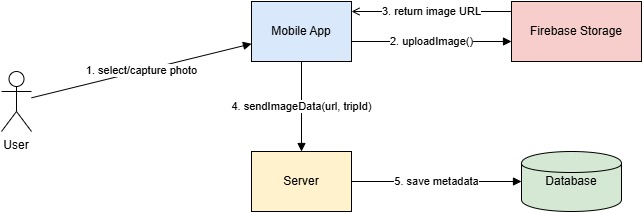 3. return image URL
Mobile App
Firebase Storage
2. uploadImage()
1. select/capture photo
4. sendImageData(url, tripId)
User
Server
5. save metadata
Database